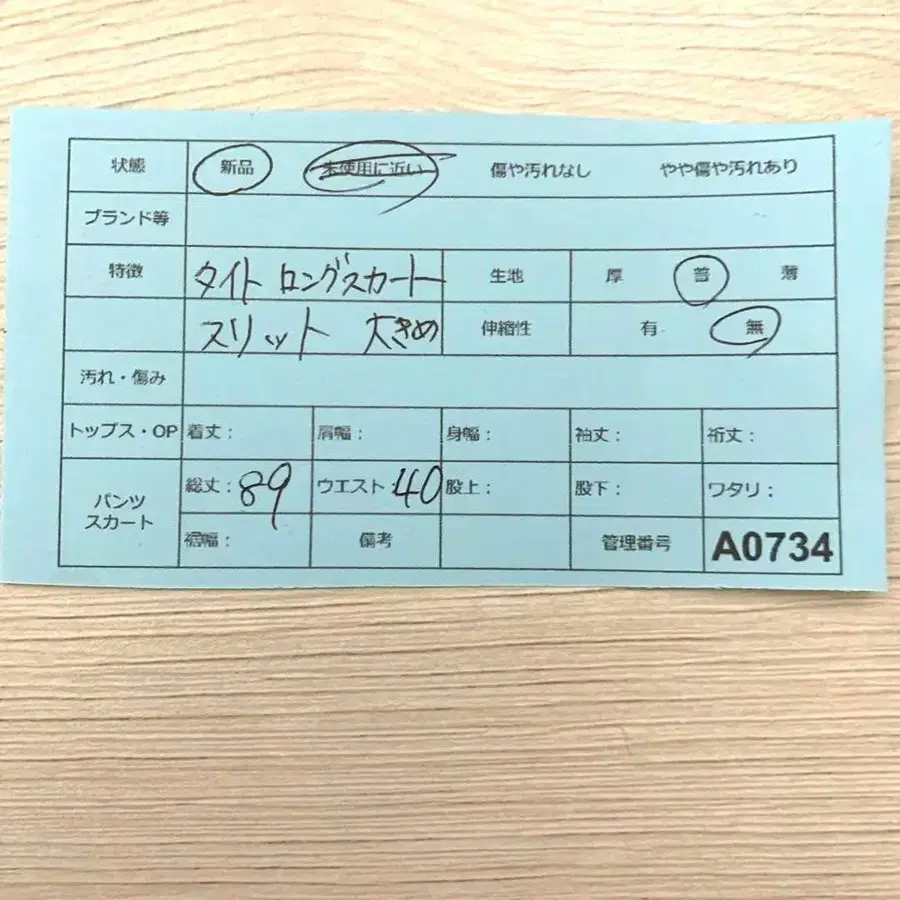 状態 新品 未使用に近い 傷や汚れなし やや傷や汚れあり
ブランド等
特徴 タイト ロングスカート 生地 厚 普 薄
スリット 大きめ 伸縮性 有 無
汚れ・傷み
トップス・OP 着丈: 肩幅: 身幅: 袖丈: 裄丈:
パンツ スカート 総丈:89 ウエスト:40 股上: 股下: ワタリ:
裾幅: 備考 管理番号 A0734